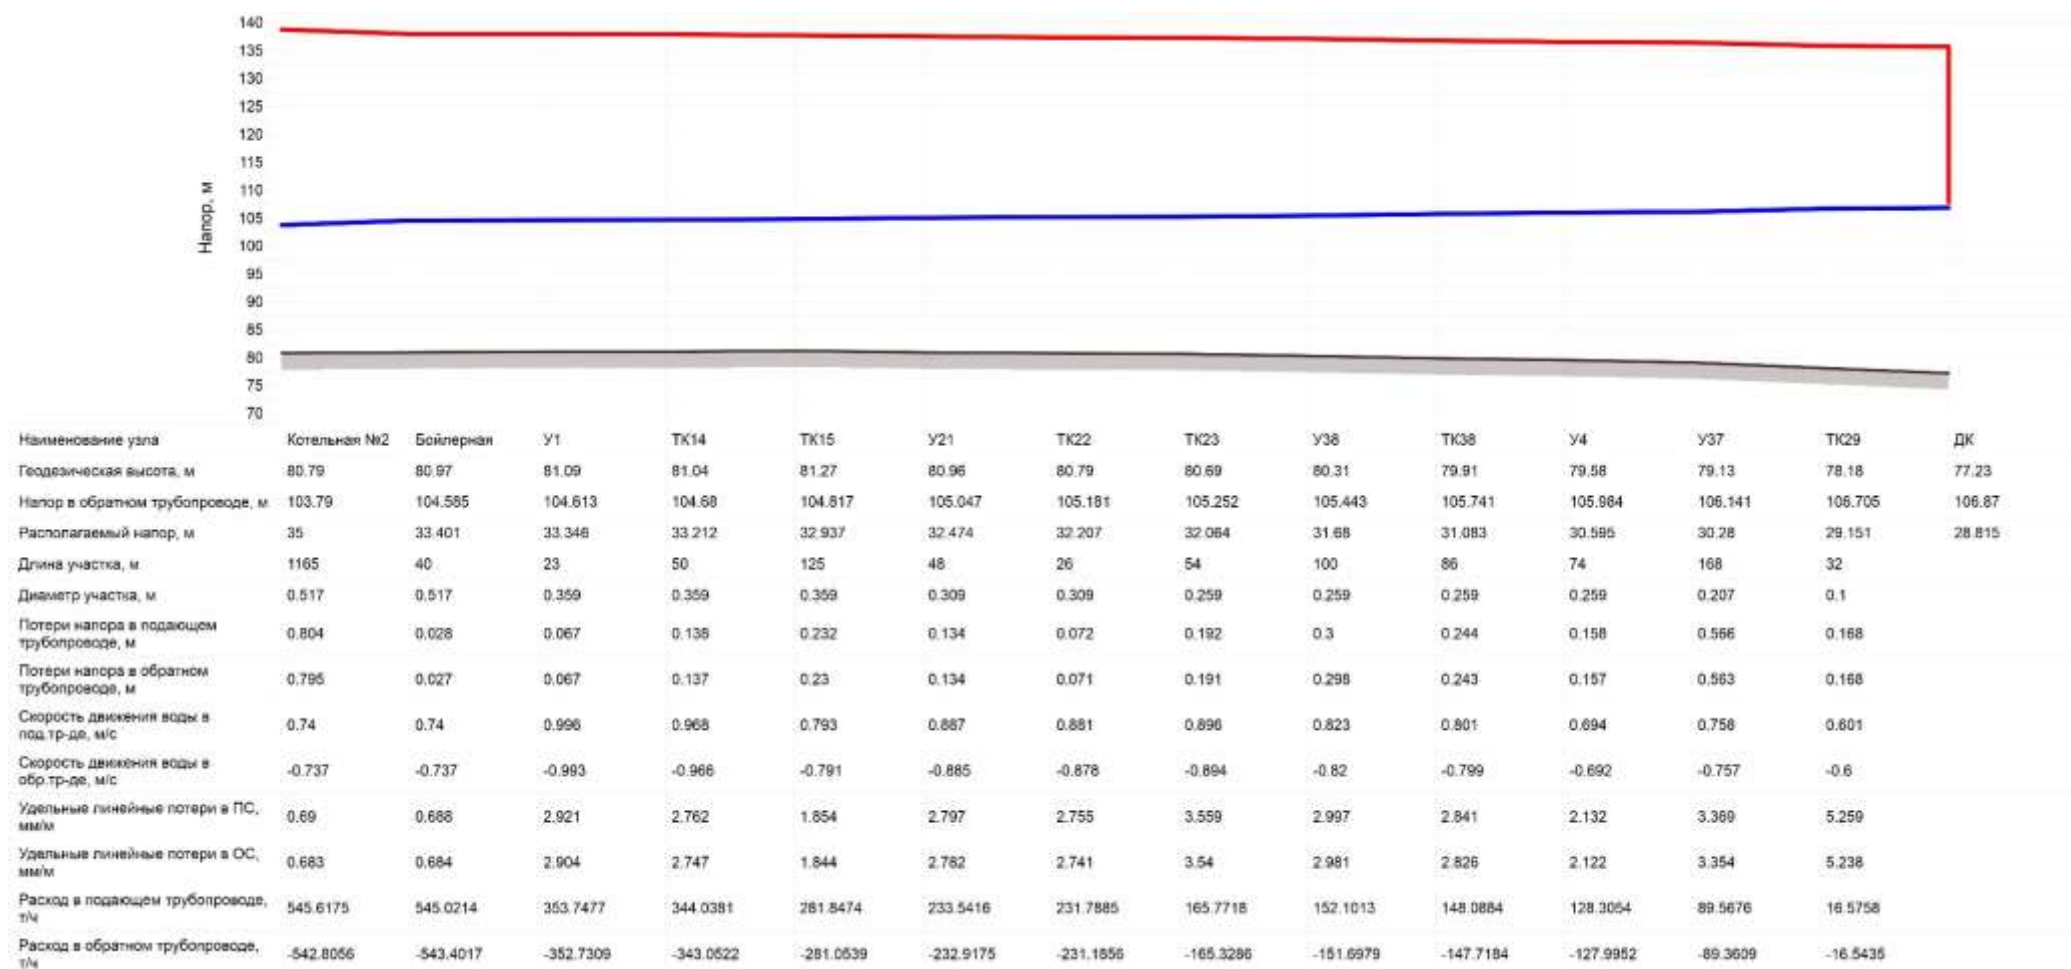 140
135
130
125
120
115
110
105
100
95
90
85
80
75
70
Напор, м
Наименование узла Котельная №2 Бойлерная У1 ТК14 ТК15 У21 ТК22 ТК23 У38 ТК38 У4 У37 ТК29 ДК
Геодезическая высота, м 80.79 80.97 81.09 81.04 81.27 80.96 80.79 80.69 80.31 79.91 79.58 79.13 78.18 77.23
Напор в обратном трубопроводе, м 103.79 104.585 104.613 104.68 104.817 105.047 105.181 105.252 105.443 105.741 105.984 106.141 106.705 106.87
Располагаемый напор, м 35 33.401 33.346 33.212 32.937 32.474 32.207 32.064 31.68 31.083 30.595 30.28 29.151 28.815
Длина участка, м 1165 40 23 50 125 48 26 54 100 86 74 168 32
Диаметр участка, м 0.517 0.517 0.359 0.359 0.359 0.309 0.309 0.259 0.259 0.259 0.259 0.207 0.1
Потери напора в подающем
трубопроводе, м 0.804 0.028 0.067 0.138 0.232 0.134 0.072 0.192 0.3 0.244 0.158 0.566 0.168
Потери напора в обратном
трубопроводе, м 0.795 0.027 0.067 0.137 0.23 0.134 0.071 0.191 0.298 0.243 0.157 0.563 0.168
Скорость движения воды в
под.тр-де, м/с 0.74 0.74 0.996 0.968 0.793 0.887 0.881 0.896 0.823 0.801 0.694 0.758 0.601
Скорость движения воды в
обр.тр-де, м/с -0.737 -0.737 -0.993 -0.966 -0.791 -0.885 -0.878 -0.894 -0.82 -0.799 -0.692 -0.757 -0.6
Удельные линейные потери в ПС,
мм/м 0.69 0.688 2.921 2.762 1.854 2.797 2.755 3.559 2.997 2.841 2.132 3.369 5.259
Удельные линейные потери в ОС,
мм/м 0.683 0.684 2.904 2.747 1.844 2.782 2.741 3.54 2.981 2.826 2.122 3.354 5.238
Расход в подающем трубопроводе,
т/ч 545.6175 545.0214 353.7477 344.0381 281.8474 233.5416 231.7885 165.7718 152.1013 148.0884 128.3054 89.5676 16.5758
Расход в обратном трубопроводе,
т/ч -542.8056 -543.4017 -352.7309 -343.0522 -281.0539 -232.9175 -231.1856 -165.3286 -151.6979 -147.7184 -127.9952 -89.3609 -16.5435